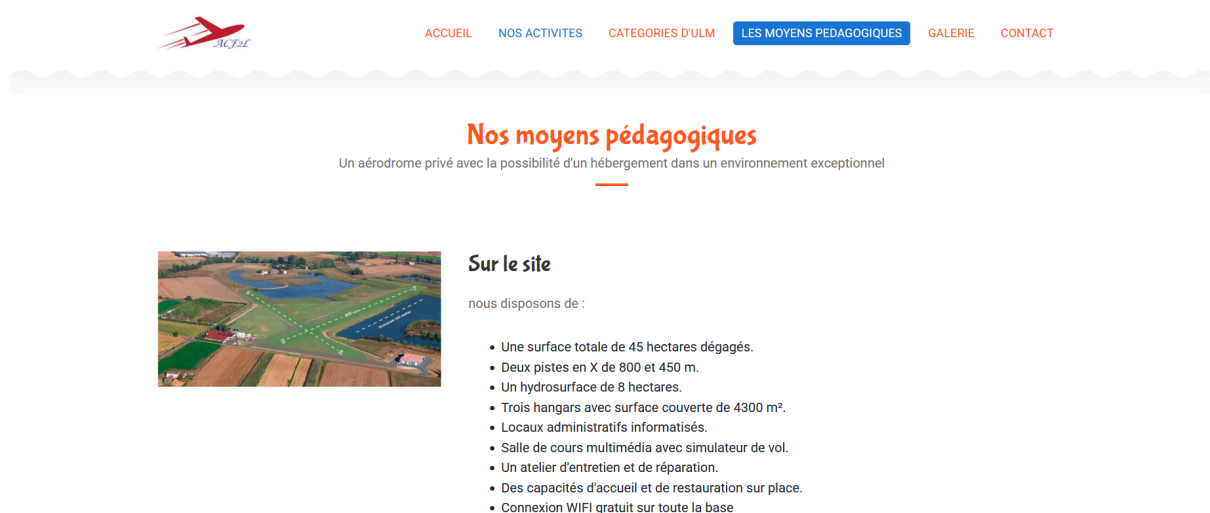 ACF2L
ACCUEIL NOS ACTIVITES CATEGORIES D'ULM LES MOYENS PEDAGOGIQUES GALERIE CONTACT
Nos moyens pédagogiques
Un aérodrome privé avec la possibilité d'un hébergement dans un environnement exceptionnel
Sur le site
nous disposons de :
Une surface totale de 45 hectares dégagés.
Deux pistes en X de 800 et 450 m.
Un hydrosurface de 8 hectares.
Trois hangars avec surface couverte de 4300 m².
Locaux administratifs informatisés.
Salle de cours multimédia avec simulateur de vol.
Un atelier d'entretien et de réparation.
Des capacités d'accueil et de restauration sur place.
Connexion WIFI gratuit sur toute la base